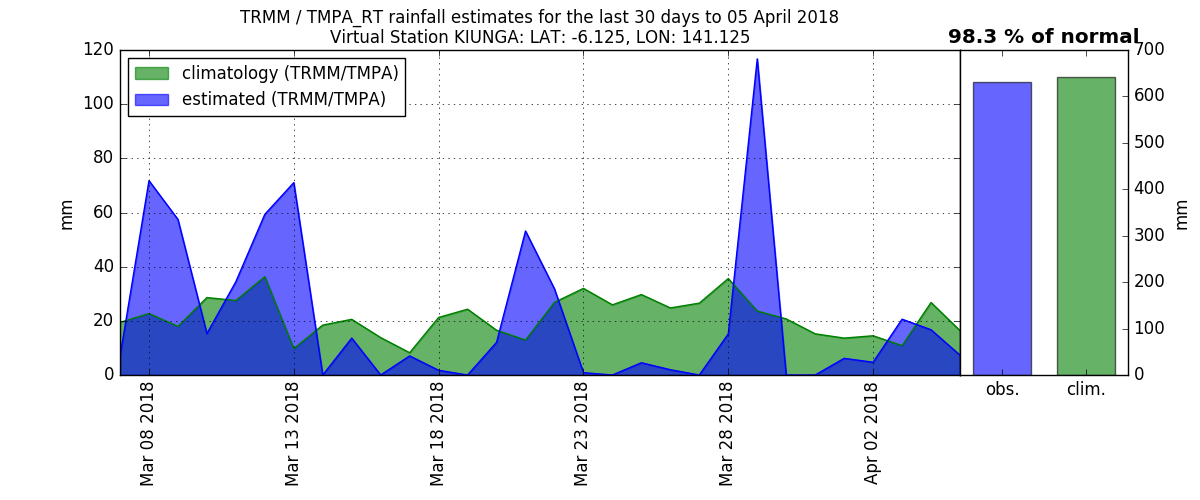 TRMM / TMPA_RT rainfall estimates for the last 30 days to 05 April 2018
Virtual Station KIUNGA: LAT: -6.125, LON: 141.125
98.3 % of normal
climatology (TRMM/TMPA)
estimated (TRMM/TMPA)
120
100
80
60
40
20
0
mm
Mar 08 2018
Mar 13 2018
Mar 18 2018
Mar 23 2018
Mar 28 2018
Apr 02 2018
700
600
500
400
300
200
100
0
mm
obs.
clim.